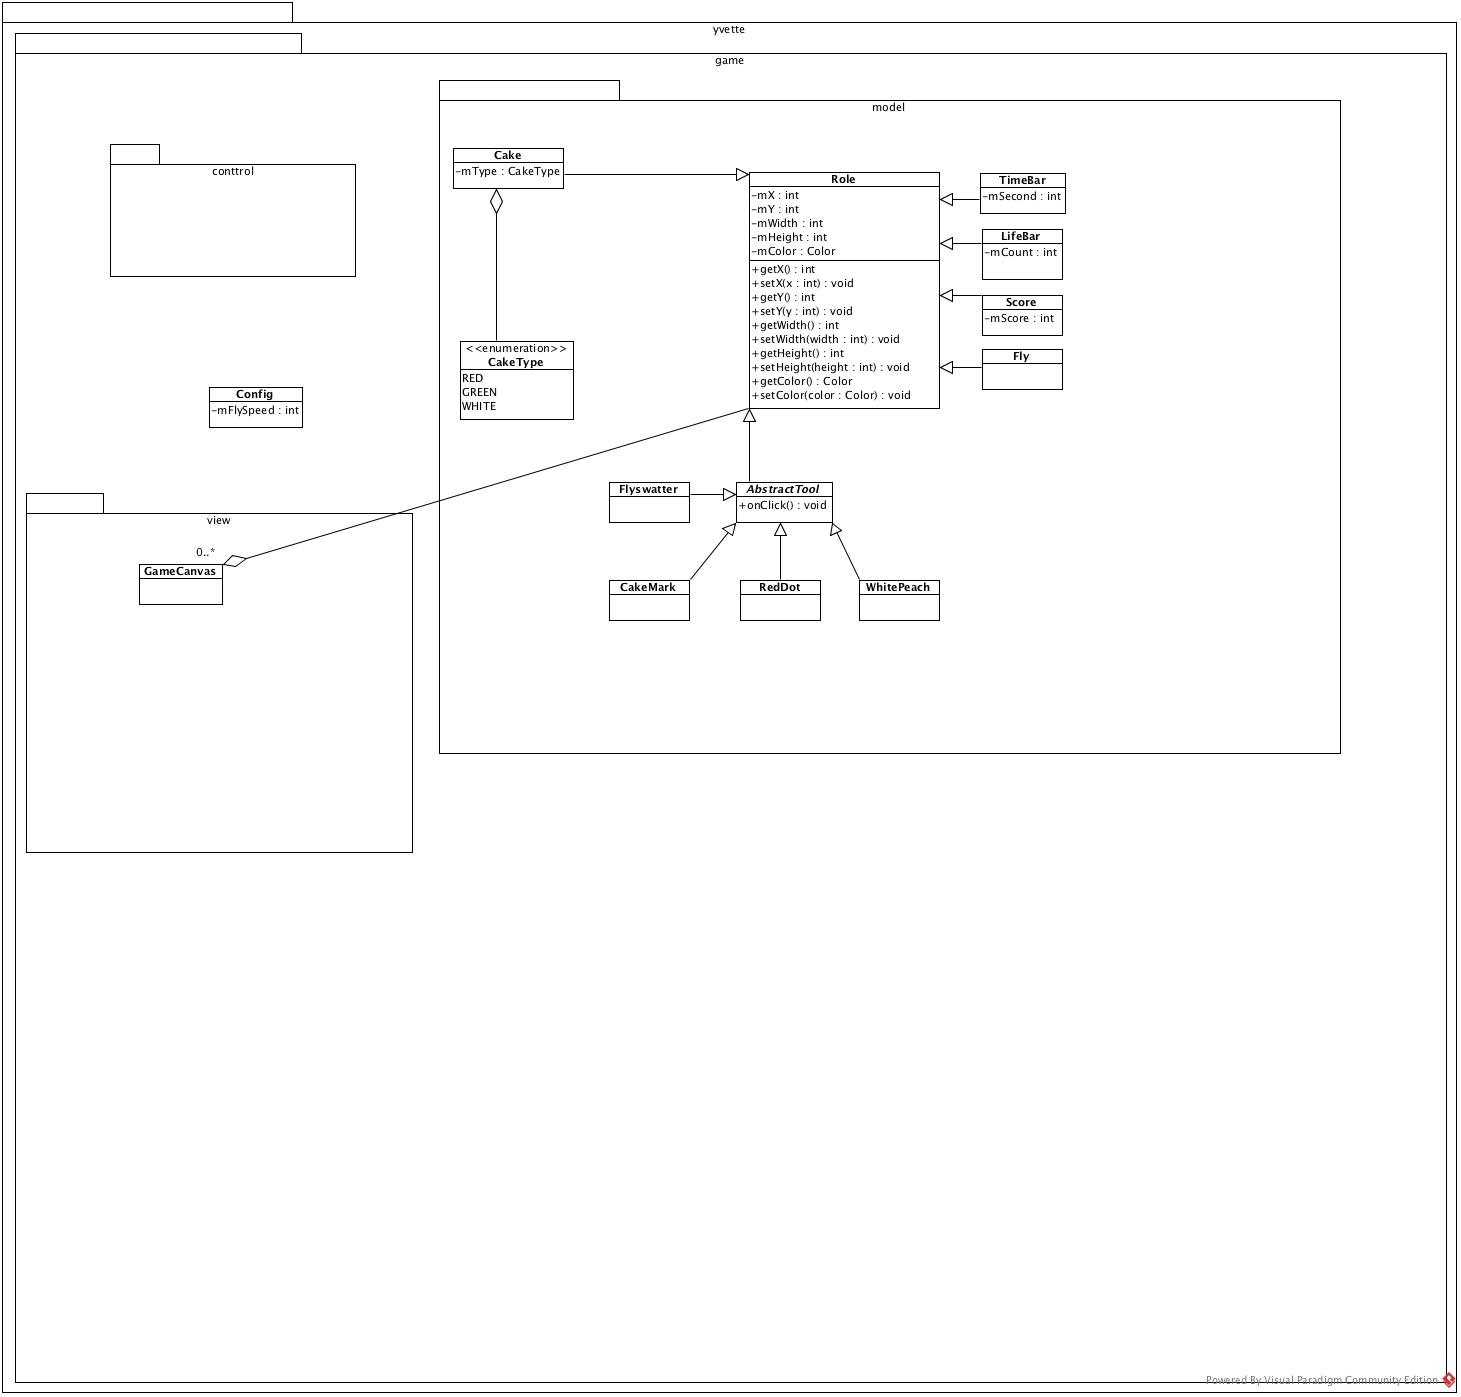 yvette
game
model
conttrol
Cake
-mType : CakeType
Role
-mX : int
-mY : int
-mWidth : int
-mHeight : int
-mColor : Color
+getX() : int
+setX(x : int) : void
+getY() : int
+setY(y : int) : void
+getWidth() : int
+setWidth(width : int) : void
+getHeight() : int
+setHeight(height : int) : void
+getColor() : Color
+setColor(color : Color) : void
TimeBar
-mSecond : int
LifeBar
-mCount : int
Score
-mScore : int
Fly
<<enumeration>>
CakeType
RED
GREEN
WHITE
Config
-mFlySpeed : int
Flyswatter
AbstractTool
+onClick() : void
view
0..*
GameCanvas
CakeMark
RedDot
WhitePeach
Powered By Visual Paradigm Community Edition